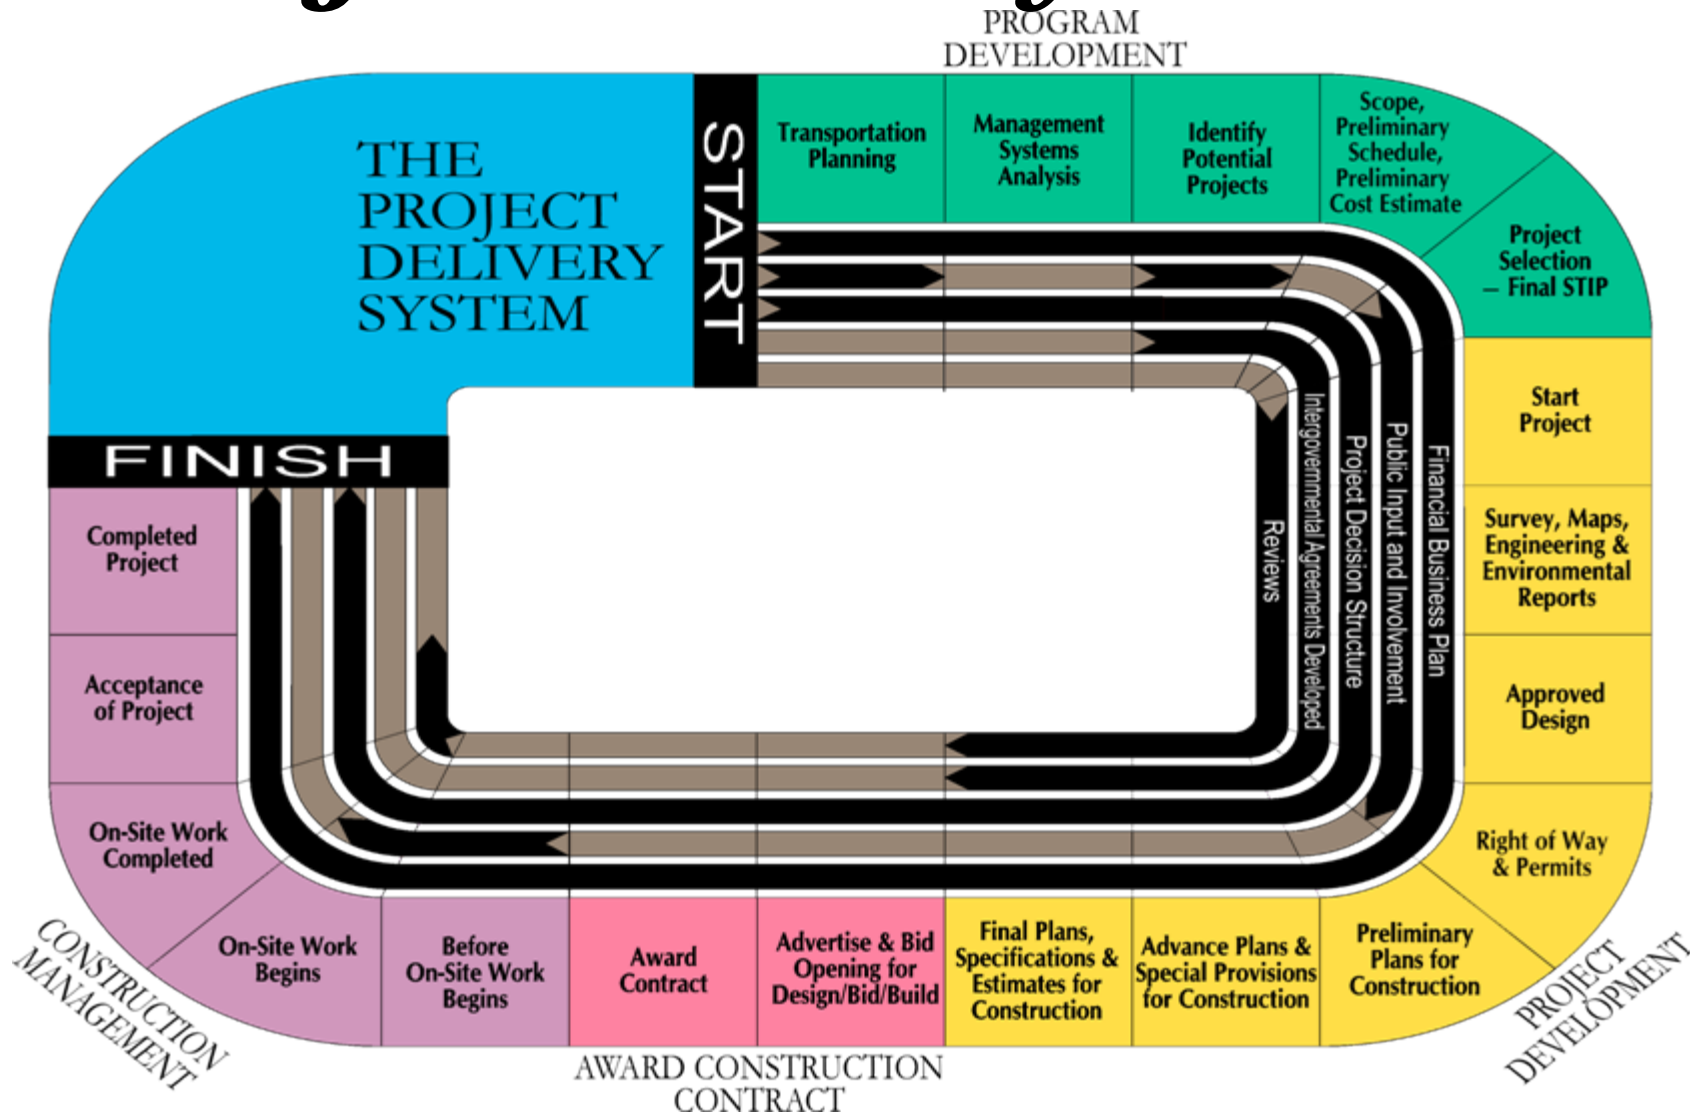 PROGRAM
DEVELOPMENT
THE
PROJECT
DELIVERY
SYSTEM
START
Transportation
Planning
Management
Systems
Analysis
Identify
Potential
Projects
Scope,
Preliminary
Schedule,
Preliminary
Cost Estimate
Project
Selection
– Final STIP
Start
Project
Survey, Maps,
Engineering &
Environmental
Reports
Approved
Design
Right of Way
& Permits
PROJECT
DEVELOPMENT
Preliminary
Plans for
Construction
Advance Plans &
Special Provisions
for Construction
Final Plans,
Specifications &
Estimates for
Construction
Advertise & Bid
Opening for
Design/Bid/Build
Award
Contract
AWARD CONSTRUCTION
CONTRACT
Before
On-Site Work
Begins
On-Site Work
Begins
CONSTRUCTION
MANAGEMENT
On-Site Work
Completed
Acceptance
of Project
Completed
Project
FINISH
Reviews
Intergovernmental Agreements Developed
Project Decision Structure
Public Input and Involvement
Financial Business Plan